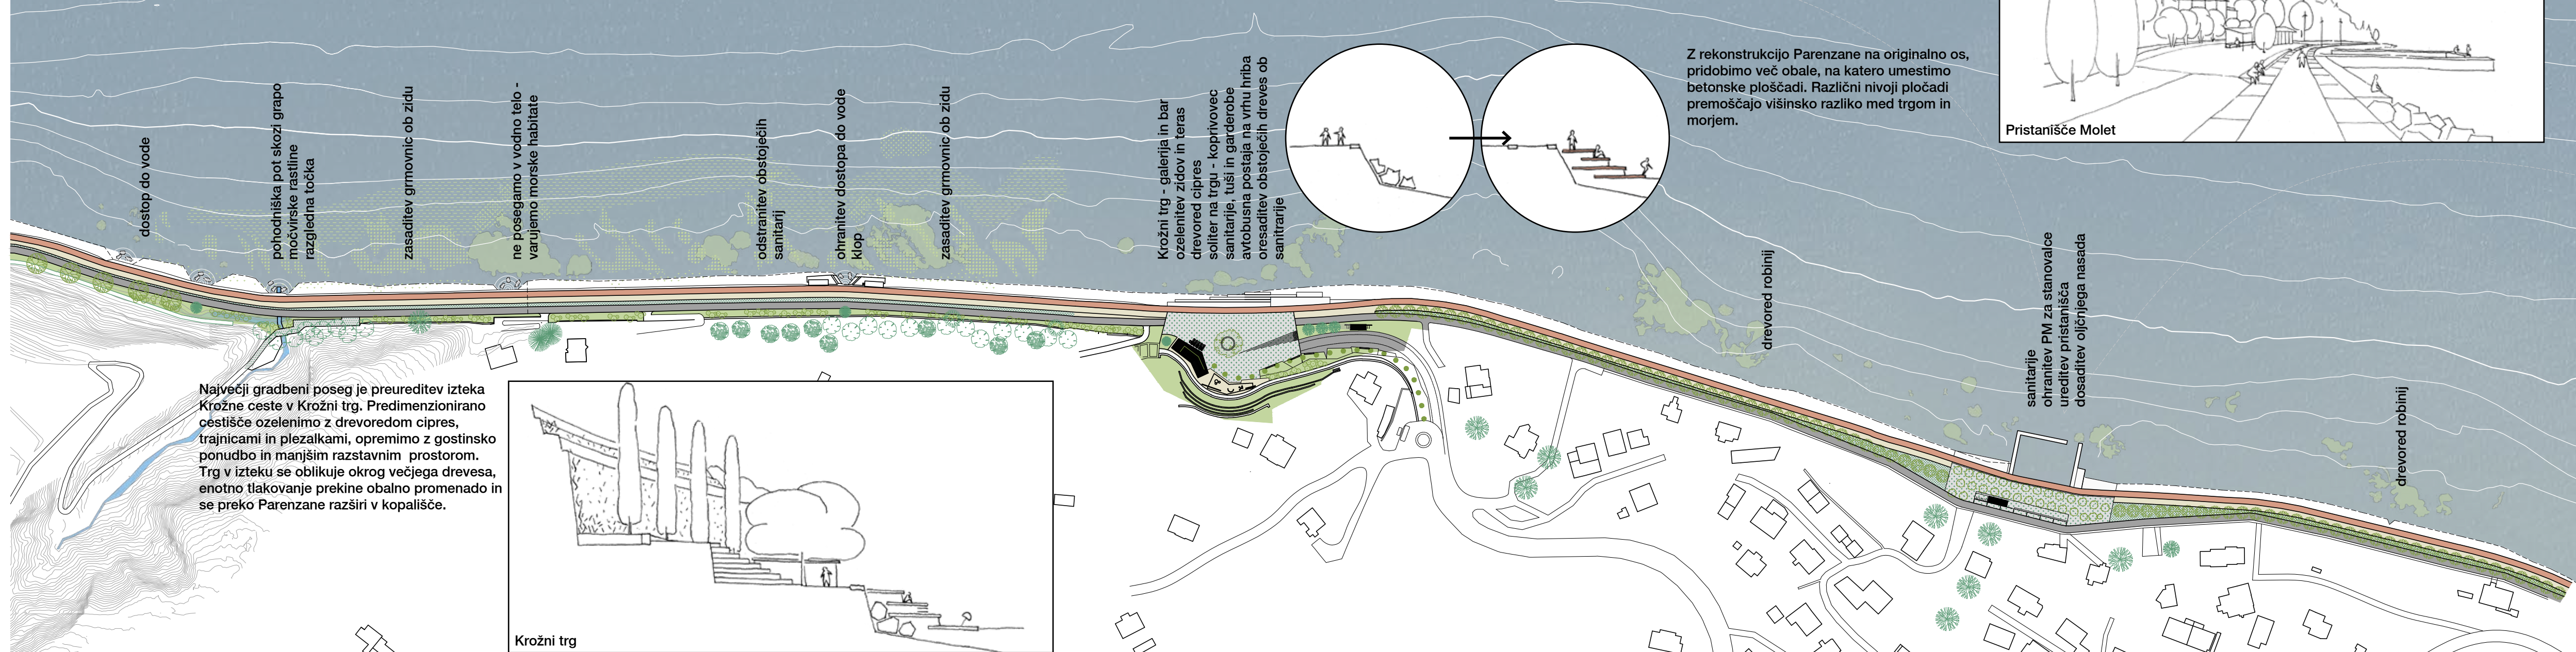 dostop do vode
pohodniška pot skozi grapo
močvirske rastline
razgledna točka
zasaditev grmovnic ob zidu
ne posegamo v vodno telo -
varujemo morske habitate
odstranitev obstoječih
sanitarij
ohranitev dostopa do vode
klop
zasaditev grmovnic ob zidu
Krožni trg - galerija in bar
ozelenitev zidov in teras
drevored cipres
soliter na trgu - koprivovec
sanitarije, tuši in garderobe
avtobusna postaja na vrhu hriba
oresaditev obstoječih dreves ob
sanitrarije
Z rekonstrukcijo Parenzane na originalno os,
pridobimo več obale, na katero umestimo
betonske ploščadi. Različni nivoji pločadi
premoščajo višinsko razliko med trgom in
morjem.
Pristanišče Molet
drevored robinij
sanitarije
ohranitev PM za stanovalce
ureditev pristanišča
dosaditev oljčnjega nasada
drevored robinij
Največji gradbeni poseg je preureditev izteka
Krožne ceste v Krožni trg. Predimenzionirano
cestišče ozelenimo z drevoredom cipres,
trajnicami in plezalkami, opremimo z gostinsko
ponudbo in manjšim razstavnim prostorom.
Trg v izteku se oblikuje okrog večjega drevesa,
enotno tlakovanje prekine obalno promenado in
se preko Parenzane razširi v kopališče.
Krožni trg